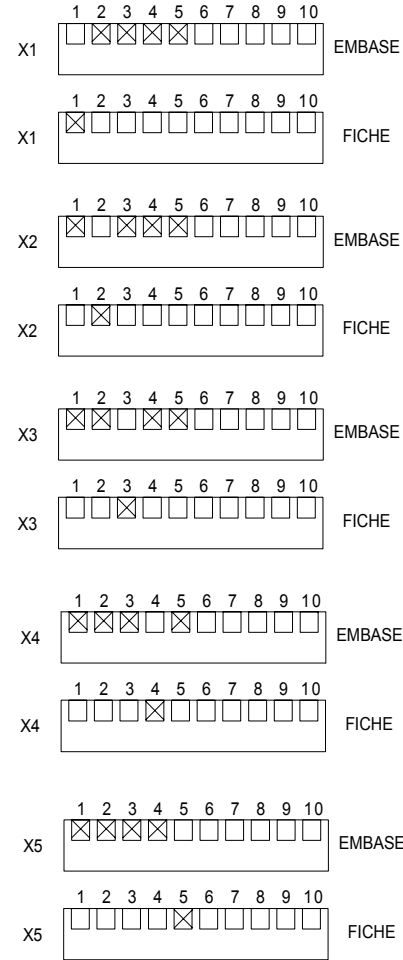 1 2 3 4 5 6 7 8 9 10
X1 EMBASE
1 2 3 4 5 6 7 8 9 10
X1 FICHE
1 2 3 4 5 6 7 8 9 10
X2 EMBASE
1 2 3 4 5 6 7 8 9 10
X2 FICHE
1 2 3 4 5 6 7 8 9 10
X3 EMBASE
1 2 3 4 5 6 7 8 9 10
X3 FICHE
1 2 3 4 5 6 7 8 9 10
X4 EMBASE
1 2 3 4 5 6 7 8 9 10
X4 FICHE
1 2 3 4 5 6 7 8 9 10
X5 EMBASE
1 2 3 4 5 6 7 8 9 10
X5 FICHE